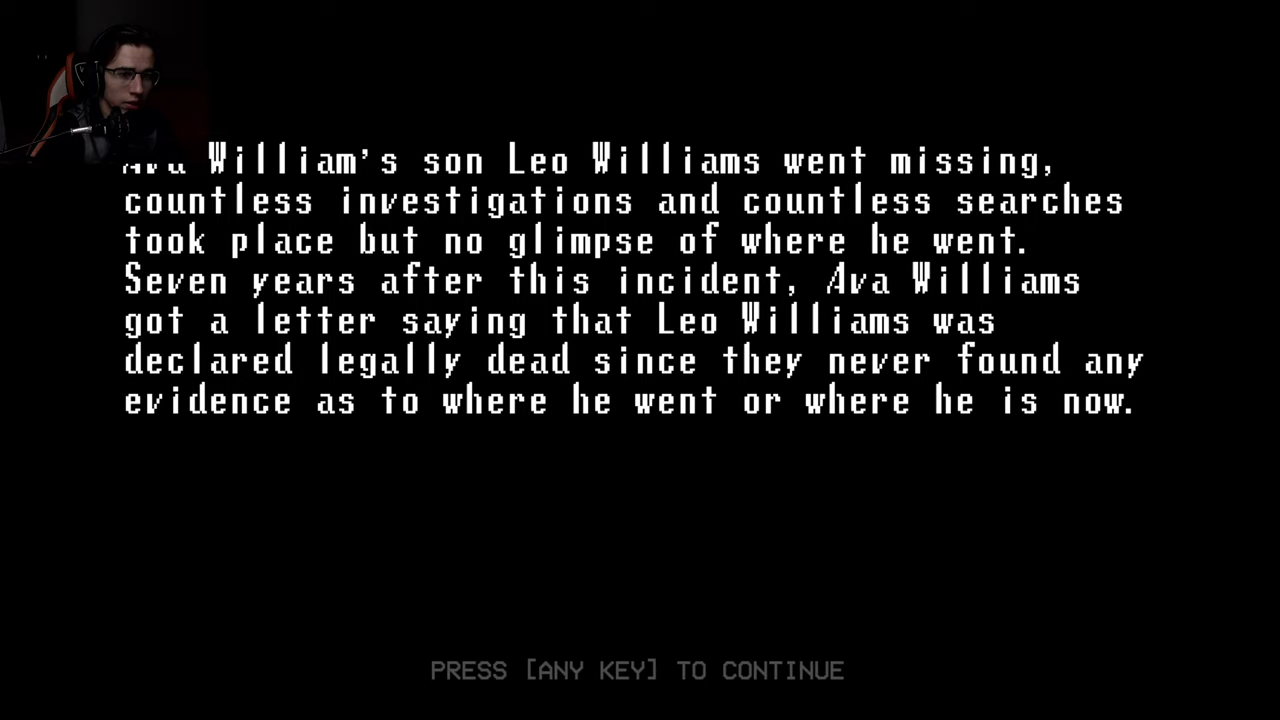 Ava William's son Leo Williams went missing,
countless investigations and countless searches
took place but no glimpse of where he went.
Seven years after this incident, Ava Williams
got a letter saying that Leo Williams was
declared legally dead since they never found any
evidence as to where he went or where he is now.
PRESS [ANY KEY] TO CONTINUE